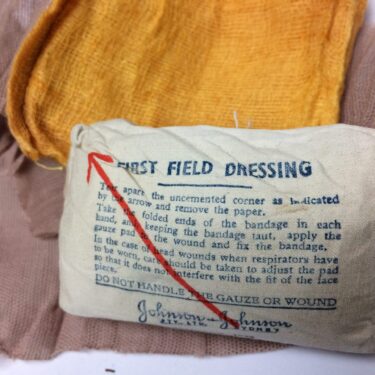 FIRST FIELD DRESSING
Tear apart the uncemented corner as indicated
by the arrow and remove the paper.
Take the folded ends of the bandage in each
hand, and keeping the bandage taut, apply the
gauze pad to the wound and fix the bandage.
In the case of head wounds when respirators have
to be worn, care should be taken to adjust the pad
so that it does not interfere with the fit of the face
piece.
DO NOT HANDLE THE GAUZE OR WOUND
Johnson & Johnson
PTY. LTD. SYDNEY